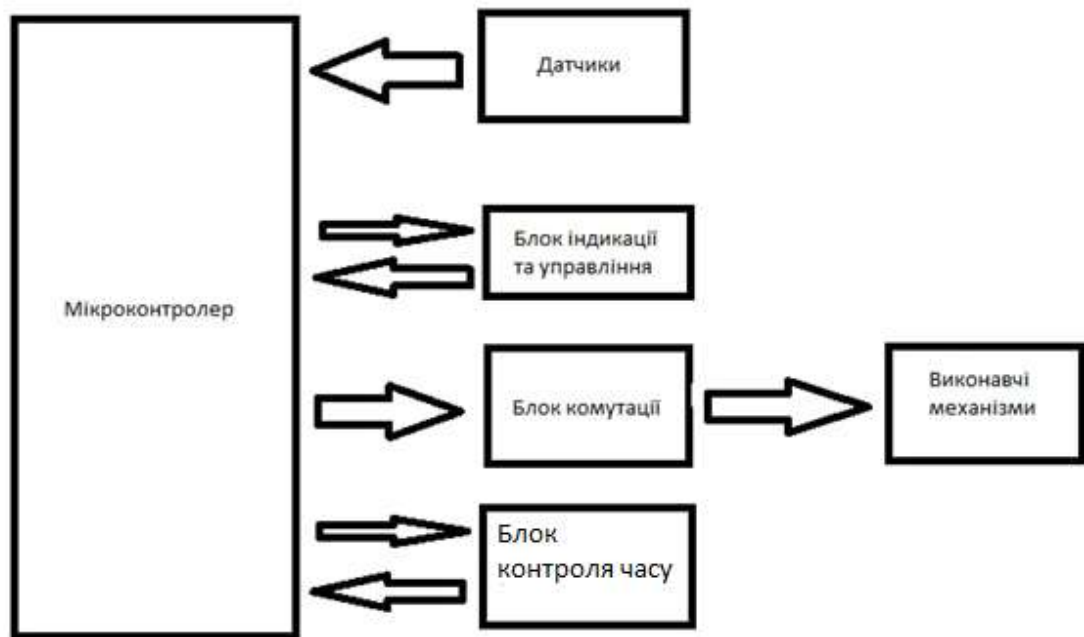 Датчики
Блок індикації
та управління
Мікроконтролер
Блок комутації
Виконавчі
механізми
Блок
контроля часу